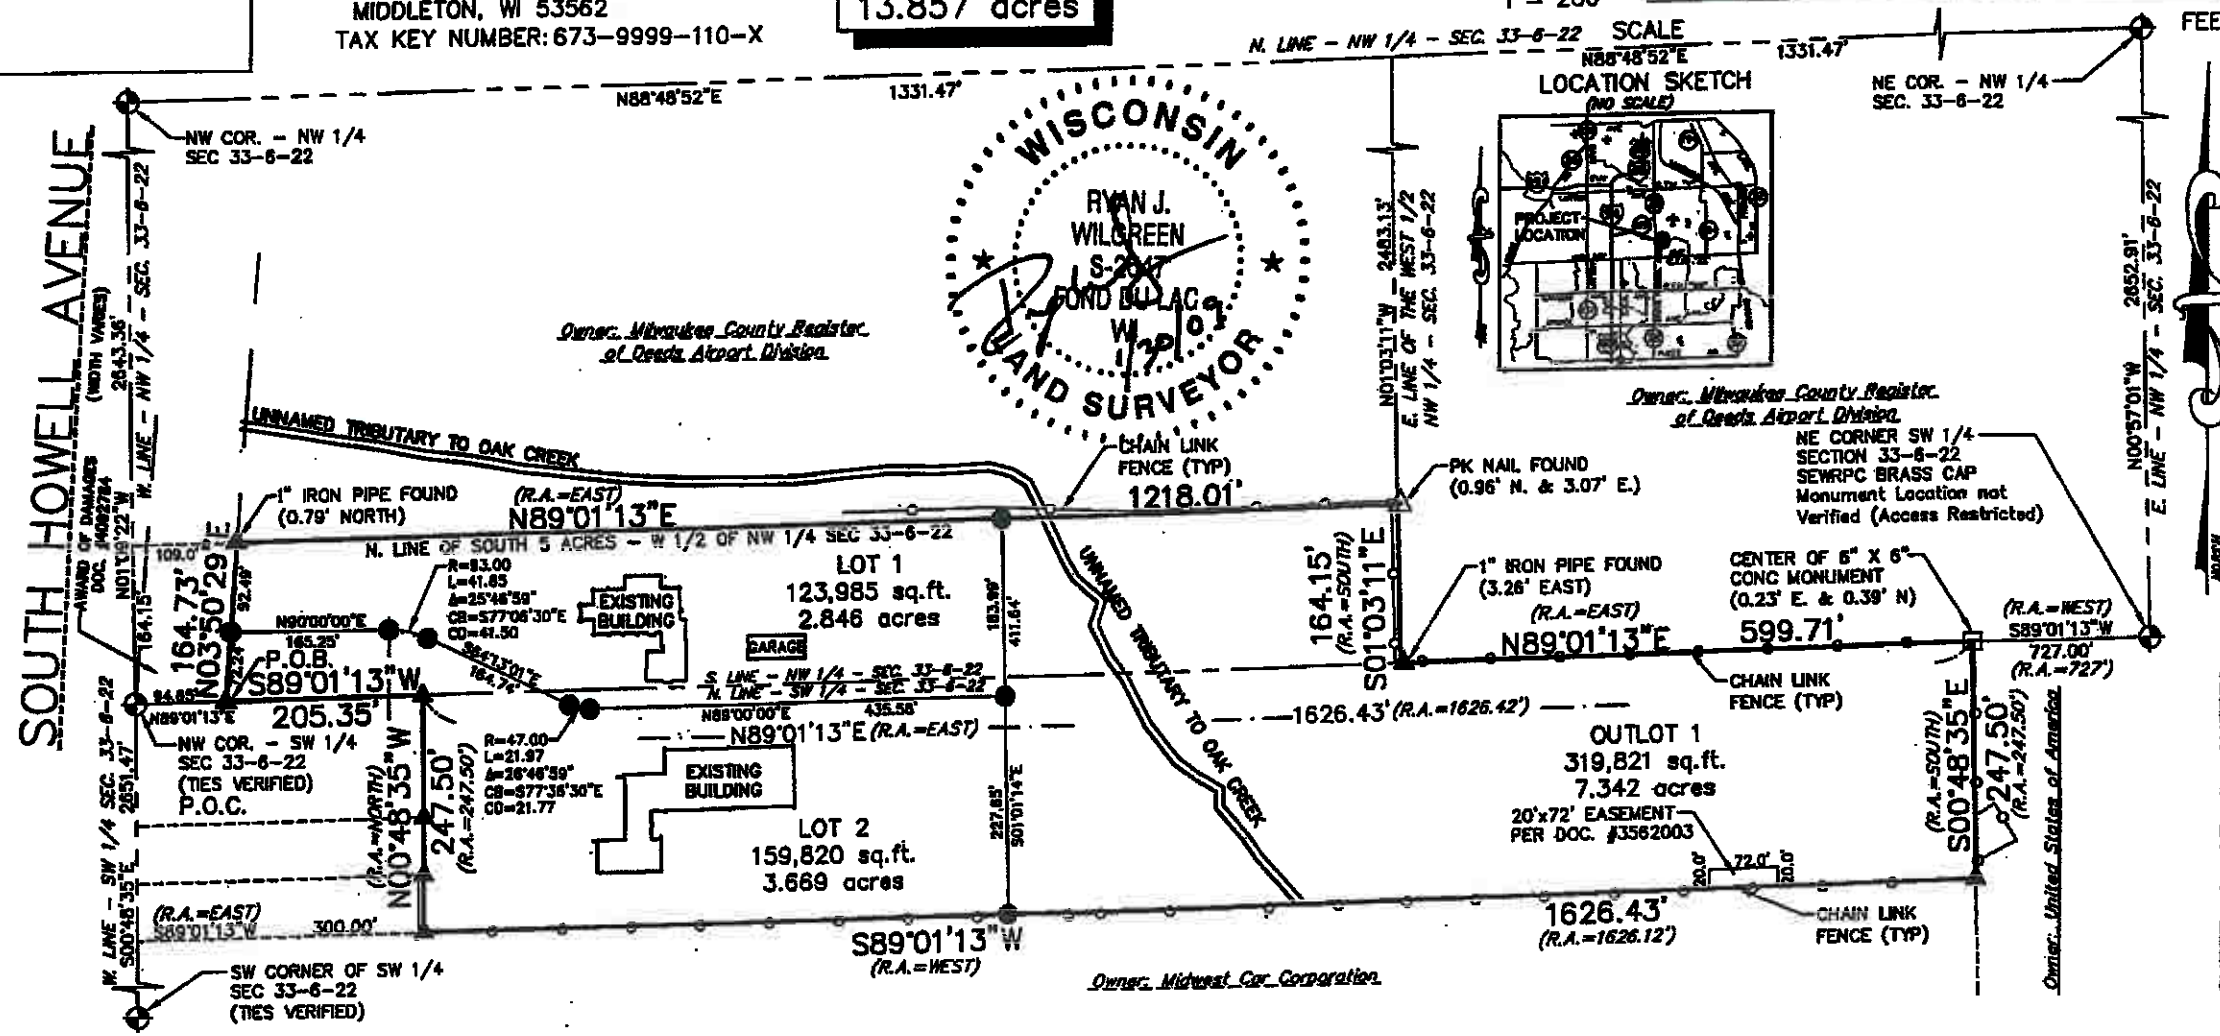 MIDDLETON, WI 53562
TAX KEY NUMBER: 673-9999-110-X
13.857 acres
SCALE
FEE
N. LINE - NW 1/4 - SEC. 33-6-22
N88°48'52"E
1331.47'
N88°48'52"E
1331.47'
NW COR. - NW 1/4
SEC 33-6-22
NE COR. - NW 1/4
SEC. 33-6-22
LOCATION SKETCH
(NO SCALE)
PROJECT
LOCATION
WISCONSIN
RYAN J.
WILGREEN
FOND DU LAC
WI
LAND SURVEYOR
SOUTH HOWELL AVENUE
(WIDTH VARIES)
AWARD OF DAMAGES
2643.36'
W. LINE - NW 1/4 - SEC. 33-6-22
164.15'
Owner: Milwaukee County Register
of Deeds Airport Division
N01°03'11"W - 2483.13'
E. LINE OF THE WEST 1/2
NW 1/4 - SEC. 33-6-22
Owner: Milwaukee County Register
of Deeds Airport Division
N00°57'01"W 2652.91'
E. LINE - NW 1/4 - SEC. 33-6-22
NE CORNER SW 1/4
SECTION 33-6-22
SEWRPC BRASS CAP
Monument Location not
Verified (Access Restricted)
UNNAMED TRIBUTARY TO OAK CREEK
CHAIN LINK
FENCE (TYP)
1218.01'
PK NAIL FOUND
(0.96' N. & 3.07' E.)
1" IRON PIPE FOUND
(0.79' NORTH)
(R.A.=EAST)
N89°01'13"E
N. LINE OF SOUTH 5 ACRES - W 1/2 OF NW 1/4 SEC 33-6-22
109.0'
164.73'
N03°50'29"E
92.49'
72.24'
N90°00'00"E
165.25'
R=93.00
L=41.85
Δ=25°46'59"
CB=S77°06'30"E
CD=41.50
EXISTING
BUILDING
LOT 1
123,985 sq.ft.
2.846 acres
GARAGE
183.99'
411.64'
UNNAMED TRIBUTARY TO OAK CREEK
164.15'
(R.A.=SOUTH)
S01°03'11"E
1" IRON PIPE FOUND
(3.26' EAST)
(R.A.=EAST)
N89°01'13"E
599.71'
CENTER OF 6" X 6"
CONC MONUMENT
(0.23' E. & 0.39' N)
(R.A.=WEST)
S89°01'13"W
727.00'
(R.A.=727')
CHAIN LINK
FENCE (TYP)
P.O.B.
S89°01'13"W
205.35'
94.65'
N89°01'13"E
S64°13'01"E
164.74'
S. LINE - NW 1/4 - SEC. 33-6-22
N. LINE - SW 1/4 - SEC. 33-6-22
N89°00'00"E
435.58'
N89°01'13"E (R.A.=EAST)
1626.43' (R.A.=1626.42')
NW COR. - SW 1/4
SEC 33-6-22
(TIES VERIFIED)
P.O.C.
(R.A.=NORTH)
N00°48'35"W
247.50'
(R.A.=247.50')
R=47.00
L=21.97
Δ=26°46'59"
CB=S77°36'30"E
CD=21.77
EXISTING
BUILDING
LOT 2
159,820 sq.ft.
3.669 acres
227.65'
S01°01'14"E
OUTLOT 1
319,821 sq.ft.
7.342 acres
20'x72' EASEMENT
PER DOC. #3562003
20.0'
72.0'
20.0'
(R.A.=SOUTH)
S00°48'35"E
247.50'
(R.A.=247.50')
Owner: United States of America
W. LINE - SW 1/4 SEC. 33-6-22
S00°48'35"E 2651.47'
(R.A.=EAST)
S89°01'13"W
300.00'
S89°01'13"W
(R.A.=WEST)
1626.43'
(R.A.=1626.12')
CHAIN LINK
FENCE (TYP)
SW CORNER OF SW 1/4
SEC 33-6-22
(TIES VERIFIED)
Owner: Midwest Car Corporation